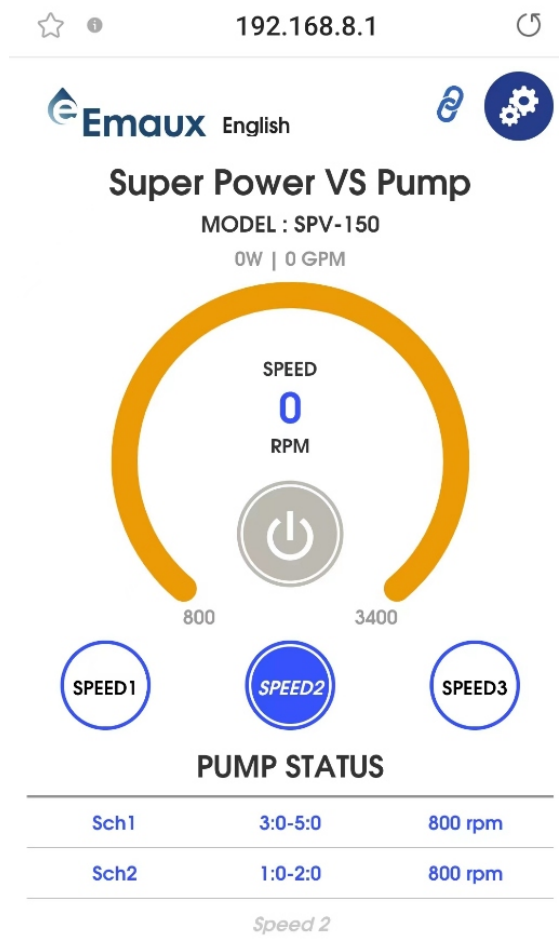 192.168.8.1
Emaux English
Super Power VS Pump
MODEL : SPV-150
0W | 0 GPM
SPEED
0
RPM
800 3400
SPEED1 SPEED2 SPEED3
PUMP STATUS
Sch1 3:0-5:0 800 rpm
Sch2 1:0-2:0 800 rpm
Speed 2